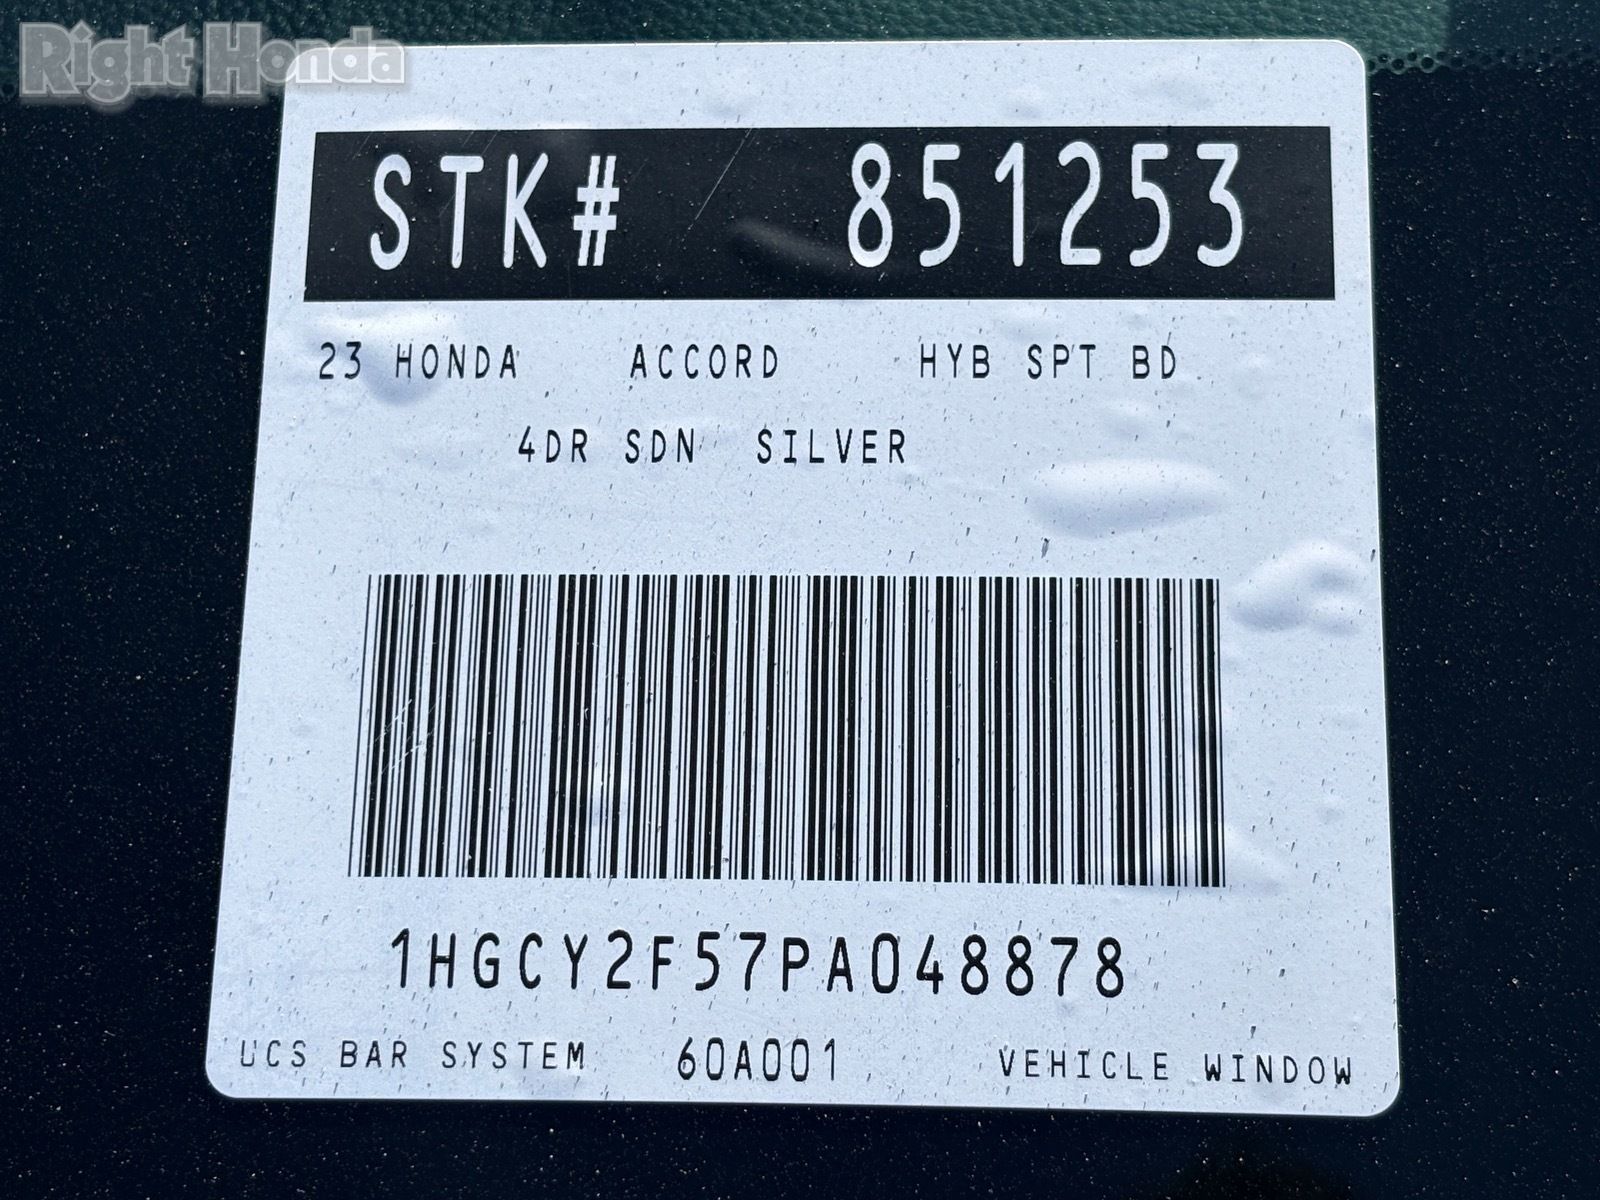 Right Honda
STK# 851253
23 HONDA ACCORD HYB SPT BD
4DR SDN SILVER
1HGCY2F57PA048878
UCS BAR SYSTEM 60A001 VEHICLE WINDOW